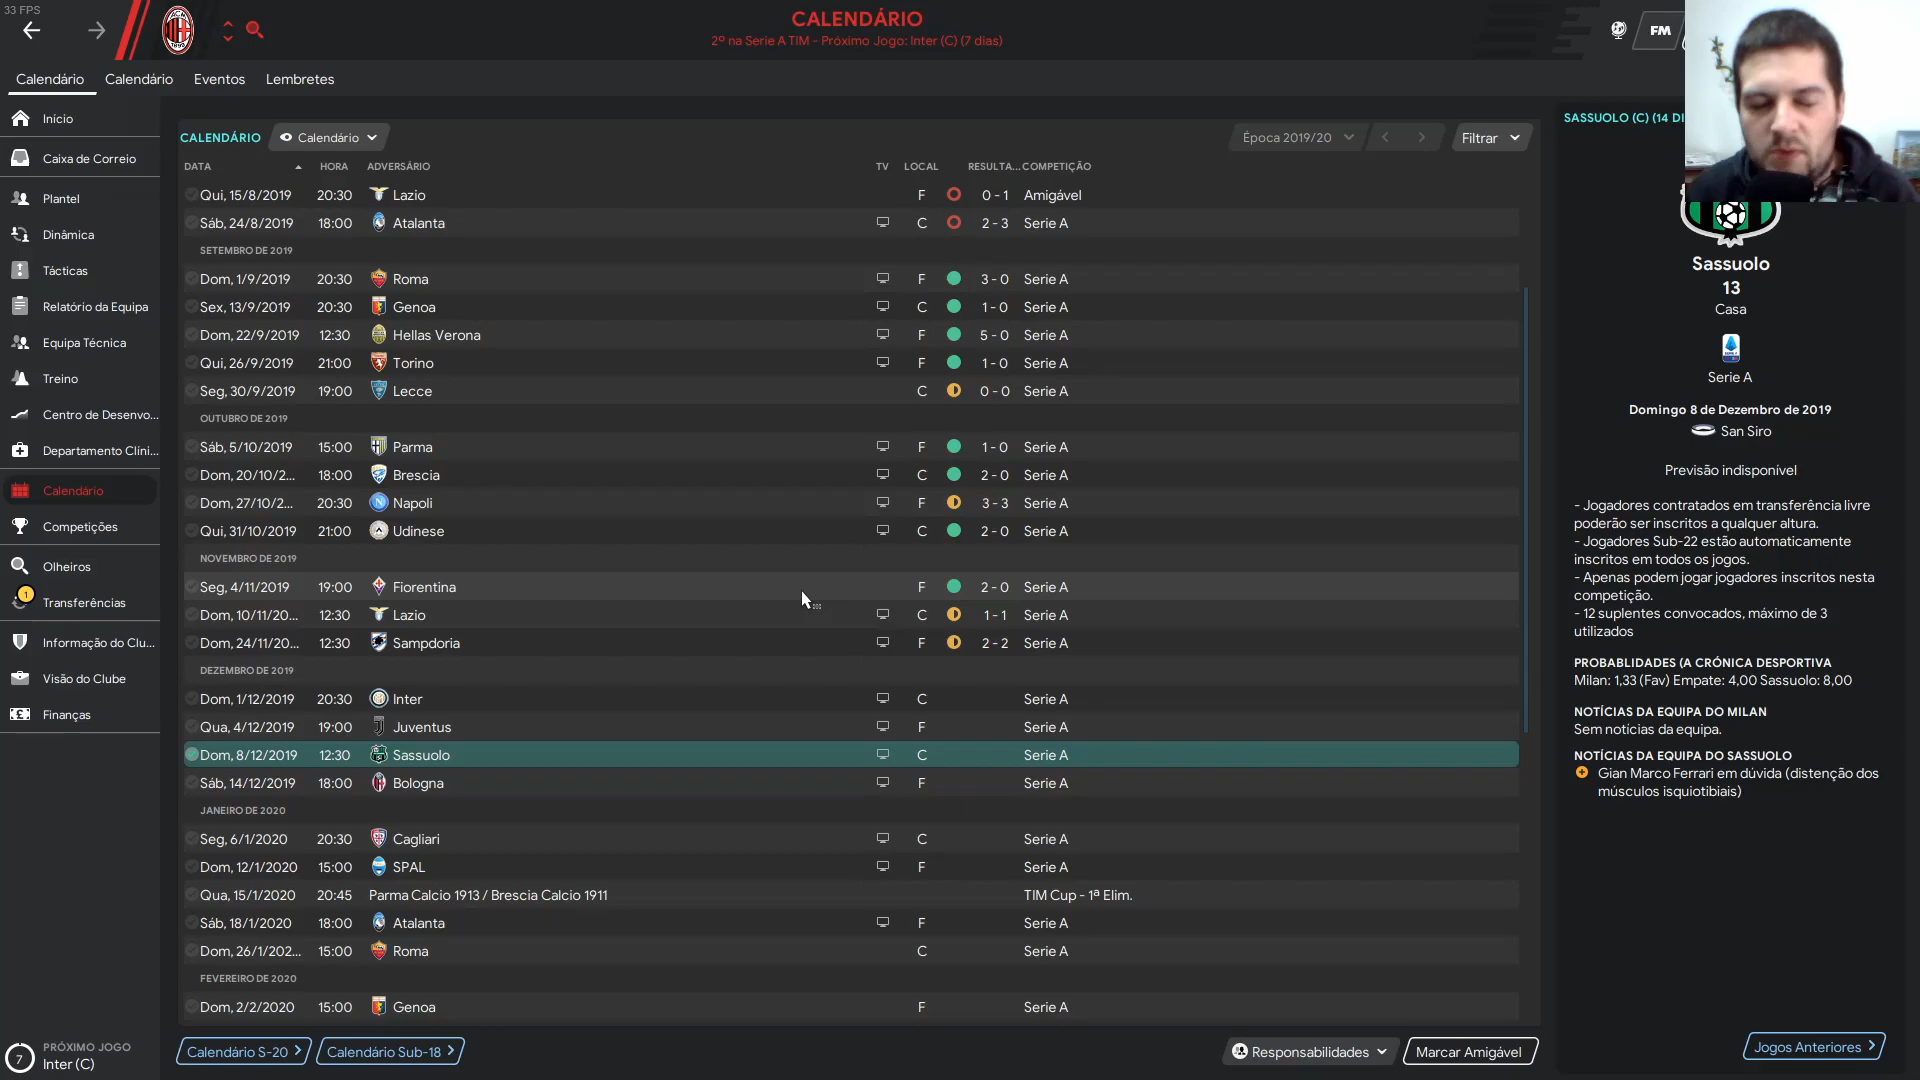 33 FPS
CALENDÁRIO
2º na Serie A TIM - Próximo Jogo: Inter (C) (7 dias)
FM
Calendário
Calendário
Eventos
Lembretes
Início
Caixa de Correio
Plantel
Dinâmica
Tácticas
Relatório da Equipa
Equipa Técnica
Treino
Centro de Desenvo...
Departamento Clíni...
Calendário
Competições
Olheiros
1
Transferências
Informação do Clu...
Visão do Clube
Finanças
7
PRÓXIMO JOGO
Inter (C)
CALENDÁRIO
Calendário
Época 2019/20
Filtrar
DATA HORA ADVERSÁRIO TV LOCAL RESULTA... COMPETIÇÃO
Qui, 15/8/2019 20:30 Lazio F 0 - 1 Amigável
Sáb, 24/8/2019 18:00 Atalanta C 2 - 3 Serie A
SETEMBRO DE 2019
Dom, 1/9/2019 20:30 Roma F 3 - 0 Serie A
Sex, 13/9/2019 20:30 Genoa C 1 - 0 Serie A
Dom, 22/9/2019 12:30 Hellas Verona F 5 - 0 Serie A
Qui, 26/9/2019 21:00 Torino F 1 - 0 Serie A
Seg, 30/9/2019 19:00 Lecce C 0 - 0 Serie A
OUTUBRO DE 2019
Sáb, 5/10/2019 15:00 Parma F 1 - 0 Serie A
Dom, 20/10/2... 18:00 Brescia C 2 - 0 Serie A
Dom, 27/10/2... 20:30 Napoli F 3 - 3 Serie A
Qui, 31/10/2019 21:00 Udinese C 2 - 0 Serie A
NOVEMBRO DE 2019
Seg, 4/11/2019 19:00 Fiorentina F 2 - 0 Serie A
Dom, 10/11/20... 12:30 Lazio C 1 - 1 Serie A
Dom, 24/11/20... 12:30 Sampdoria F 2 - 2 Serie A
DEZEMBRO DE 2019
Dom, 1/12/2019 20:30 Inter C Serie A
Qua, 4/12/2019 19:00 Juventus F Serie A
Dom, 8/12/2019 12:30 Sassuolo C Serie A
Sáb, 14/12/2019 18:00 Bologna F Serie A
JANEIRO DE 2020
Seg, 6/1/2020 20:30 Cagliari C Serie A
Dom, 12/1/2020 15:00 SPAL F Serie A
Qua, 15/1/2020 20:45 Parma Calcio 1913 / Brescia Calcio 1911 TIM Cup - 1ª Elim.
Sáb, 18/1/2020 18:00 Atalanta F Serie A
Dom, 26/1/202... 15:00 Roma C Serie A
FEVEREIRO DE 2020
Dom, 2/2/2020 15:00 Genoa F Serie A
Calendário S-20
Calendário Sub-18
Responsabilidades
Marcar Amigável
SASSUOLO (C) (14 DI
Sassuolo
13
Casa
Serie A
Domingo 8 de Dezembro de 2019
San Siro
Previsão indisponível
- Jogadores contratados em transferência livre
poderão ser inscritos a qualquer altura.
- Jogadores Sub-22 estão automaticamente
inscritos em todos os jogos.
- Apenas podem jogar jogadores inscritos nesta
competição.
- 12 suplentes convocados, máximo de 3
utilizados
PROBABLIDADES (A CRÓNICA DESPORTIVA
Milan: 1,33 (Fav) Empate: 4,00 Sassuolo: 8,00
NOTÍCIAS DA EQUIPA DO MILAN
Sem notícias da equipa.
NOTÍCIAS DA EQUIPA DO SASSUOLO
Gian Marco Ferrari em dúvida (distenção dos
músculos isquiotibiais)
Jogos Anteriores